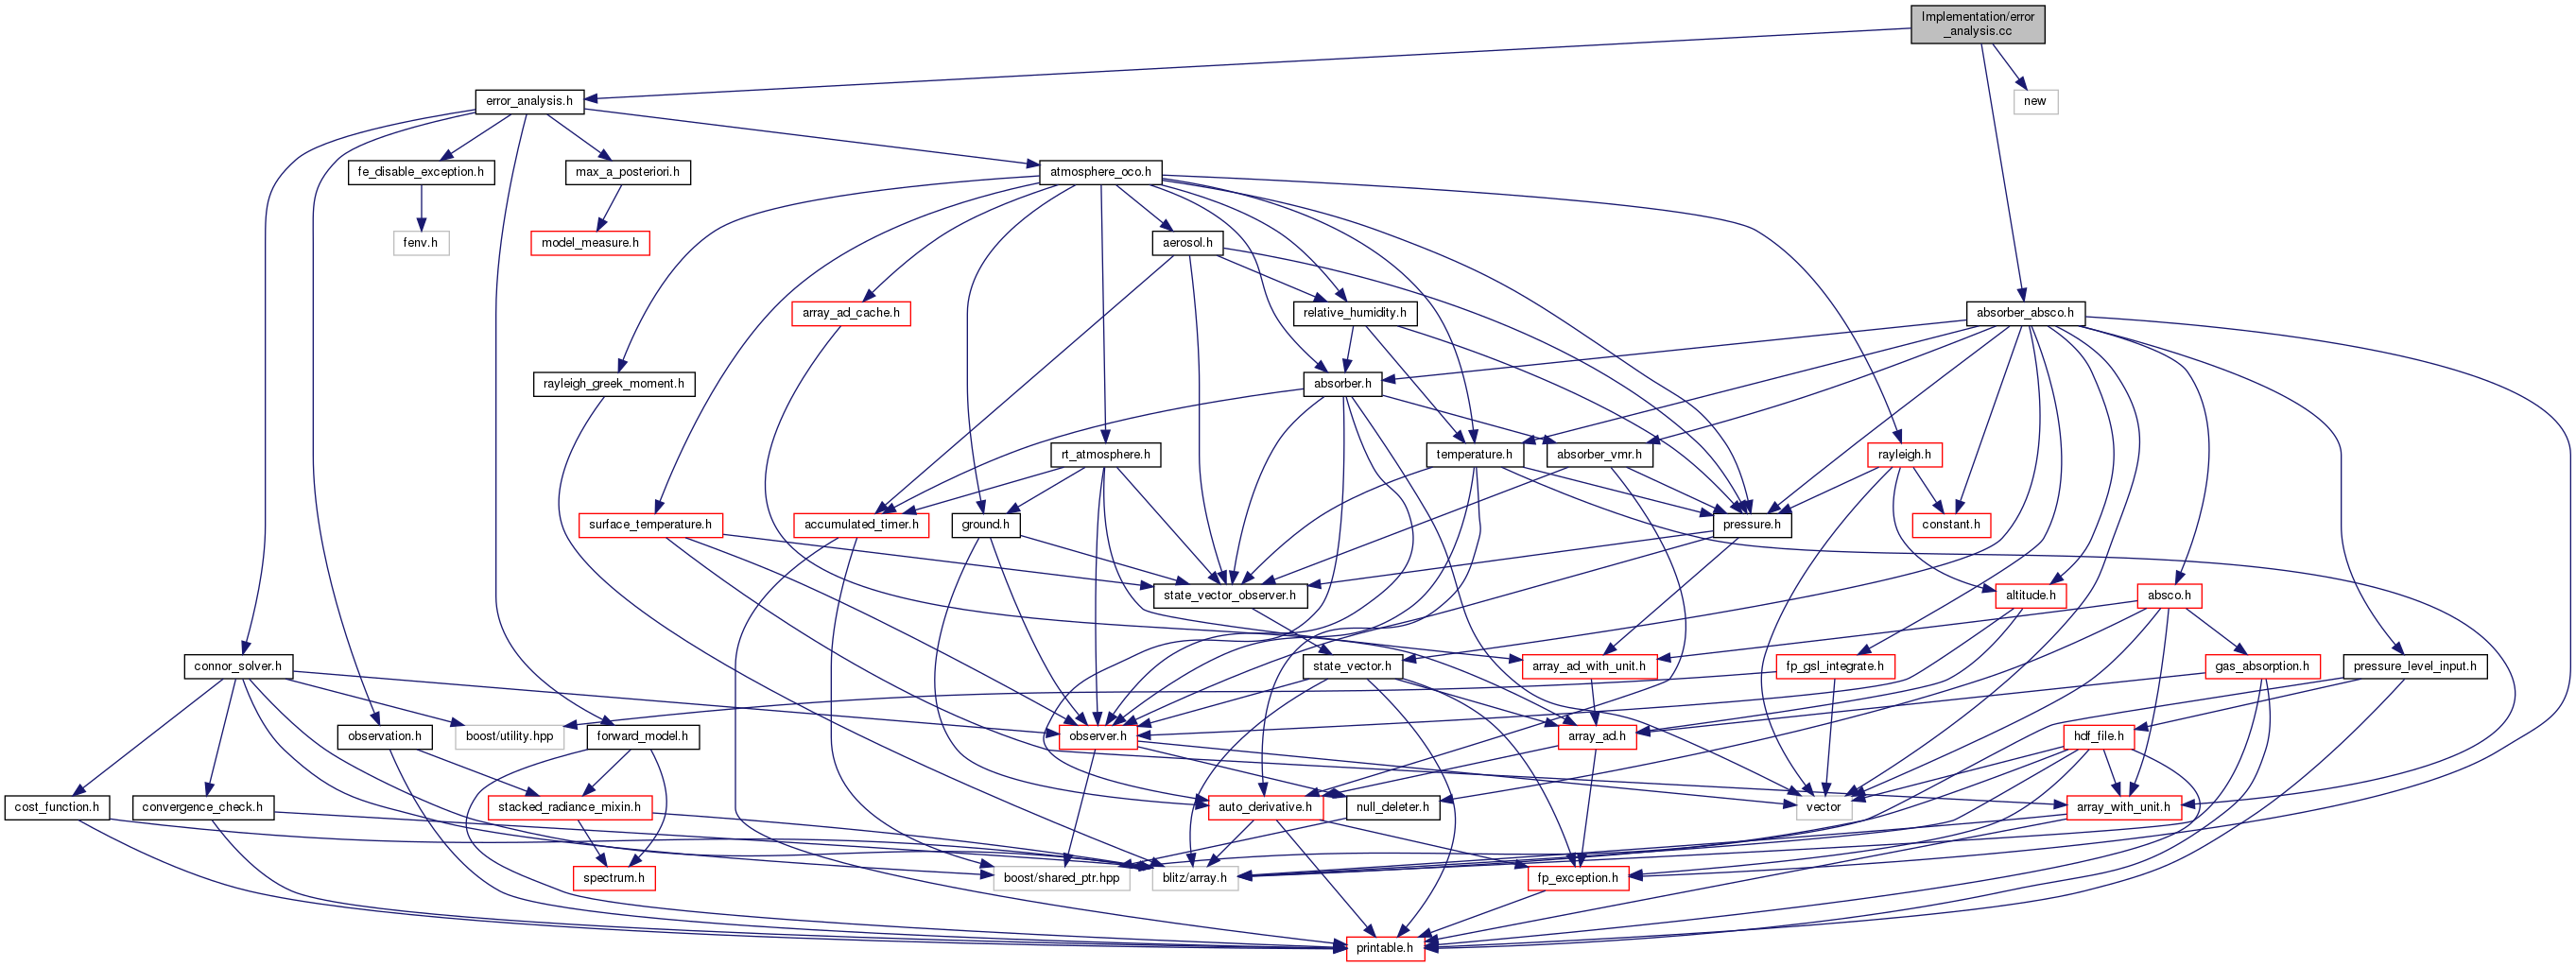 Implementation/error
_analysis.cc
error_analysis.h
new
fe_disable_exception.h
max_a_posteriori.h
atmosphere_oco.h
fenv.h
model_measure.h
aerosol.h
array_ad_cache.h
relative_humidity.h
absorber_absco.h
rayleigh_greek_moment.h
absorber.h
rt_atmosphere.h
temperature.h
absorber_vmr.h
rayleigh.h
surface_temperature.h
accumulated_timer.h
ground.h
pressure.h
constant.h
state_vector_observer.h
altitude.h
absco.h
connor_solver.h
state_vector.h
array_ad_with_unit.h
fp_gsl_integrate.h
gas_absorption.h
pressure_level_input.h
observation.h
boost/utility.hpp
forward_model.h
observer.h
array_ad.h
hdf_file.h
cost_function.h
convergence_check.h
stacked_radiance_mixin.h
auto_derivative.h
null_deleter.h
vector
array_with_unit.h
spectrum.h
boost/shared_ptr.hpp
blitz/array.h
fp_exception.h
printable.h